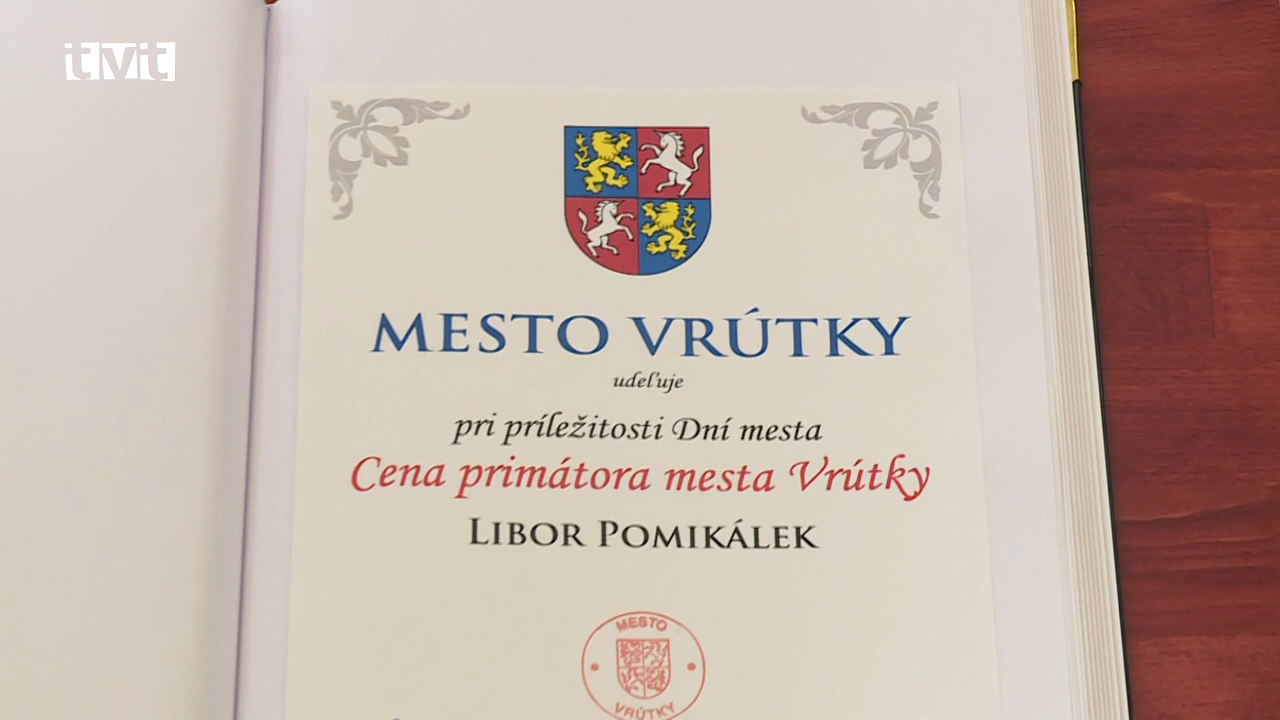 tvt
MESTO VRÚTKY
udeľuje
pri príležitosti Dní mesta
Cena primátora mesta Vrútky
LIBOR POMIKÁLEK
MESTO
VRÚTKY